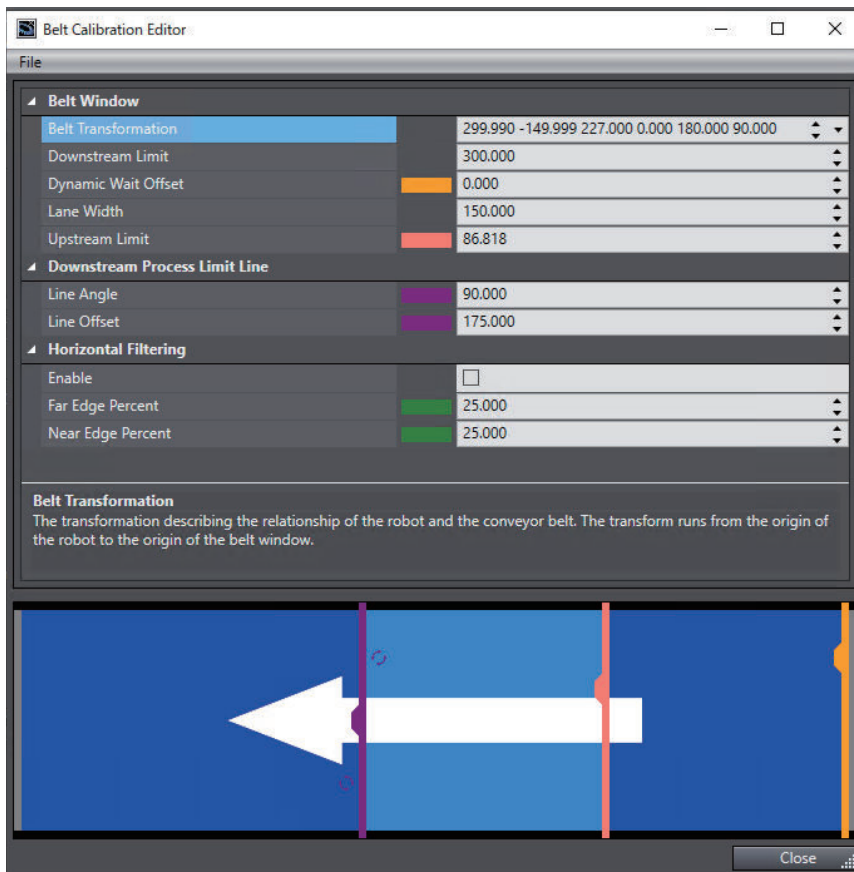 Belt Calibration Editor
File
Belt Window
Belt Transformation 299.990 -149.999 227.000 0.000 180.000 90.000
Downstream Limit 300.000
Dynamic Wait Offset 0.000
Lane Width 150.000
Upstream Limit 86.818
Downstream Process Limit Line
Line Angle 90.000
Line Offset 175.000
Horizontal Filtering
Enable
Far Edge Percent 25.000
Near Edge Percent 25.000
Belt Transformation
The transformation describing the relationship of the robot and the conveyor belt. The transform runs from the origin of
the robot to the origin of the belt window.
Close